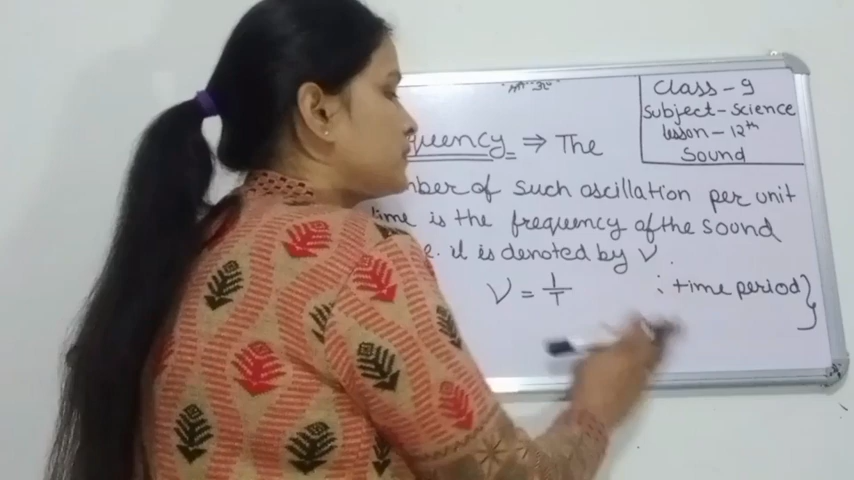 Class - 9
Subject - Science
lesson - 12th
Sound
quency ⇒ The
mber of such oscillation per unit
time is the frequency of the sound
e. it is denoted by ν.
ν = 1/T : time period }